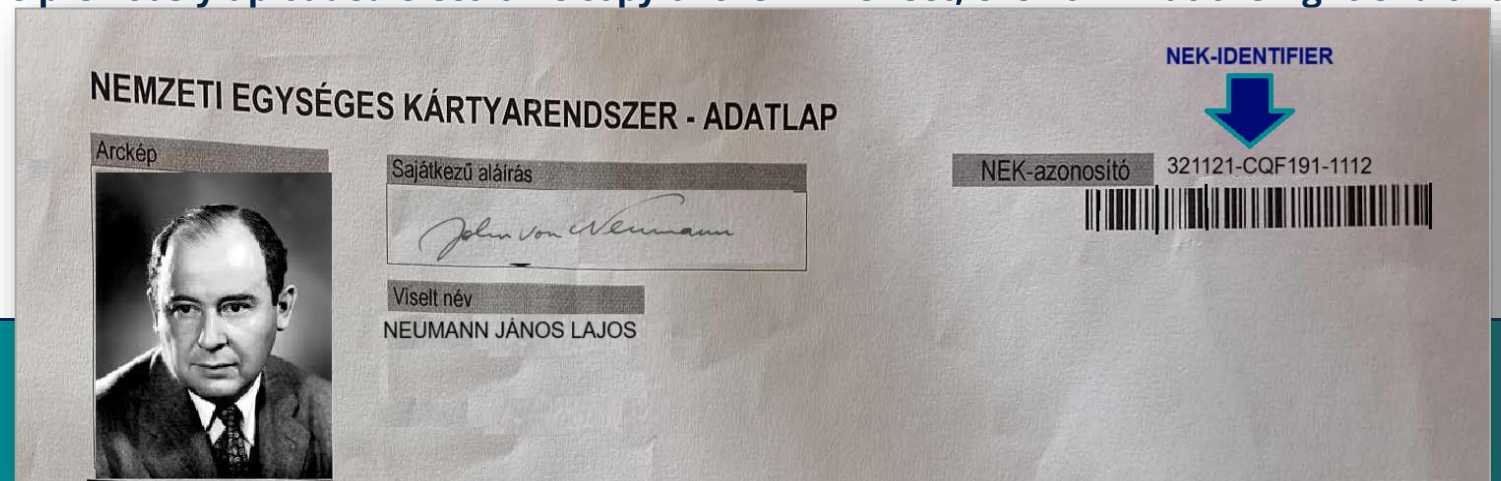 NEK-IDENTIFIER
NEMZETI EGYSÉGES KÁRTYARENDSZER - ADATLAP
Arckép
Sajátkezű aláírás
NEK-azonosító 321121-CQF191-1112
John von Neumann
Viselt név
NEUMANN JÁNOS LAJOS